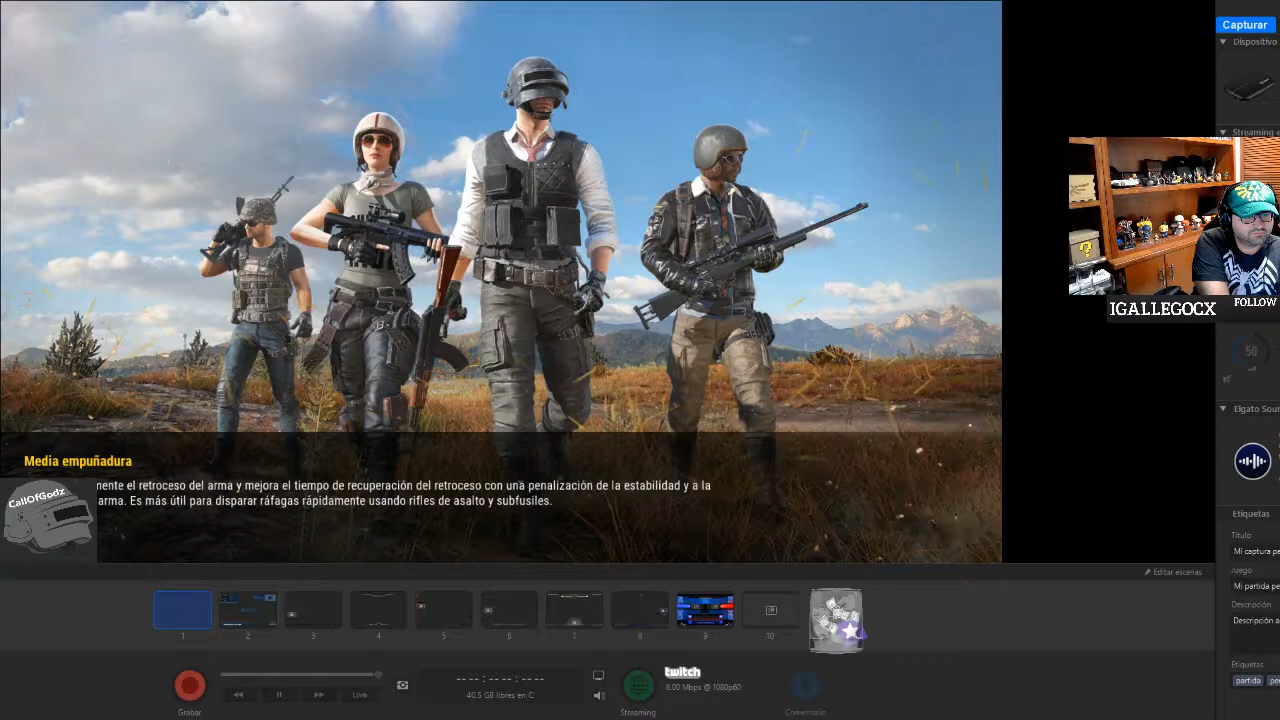 Capturar
Dispositivo
Streaming
IGALLEGOCX
FOLLOW
50
Elgato Sou
Media empuñadura
mente el retroceso del arma y mejora el tiempo de recuperación del retroceso con una penalización de la estabilidad y a la
arma. Es más útil para disparar ráfagas rápidamente usando rifles de asalto y subfusiles.
CallOfGodz
Etiquetas
Título
Mi captura pe
Juego
Mi partida pe
Descripción
Descripción a
Etiquetas
partida
pe
Editar escenas
1 2 3 4 5 6 7 8 9 10
Grabar
Live
-- -- : -- -- : -- --
40.5 GB libres en C:
Streaming
twitch
8.00 Mbps @ 1080p60
Comentario